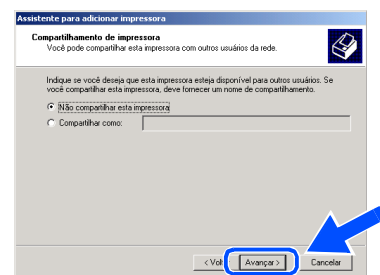 Assistente para adicionar impressora
Compartilhamento de impressora
Você pode compartilhar esta impressora com outros usuários da rede.
Indique se você deseja que esta impressora esteja disponível para outros usuários. Se
você compartilhar esta impressora, deve fornecer um nome de compartilhamento.
Não compartilhar esta impressora
Compartilhar como:
< Volt Avançar > Cancelar